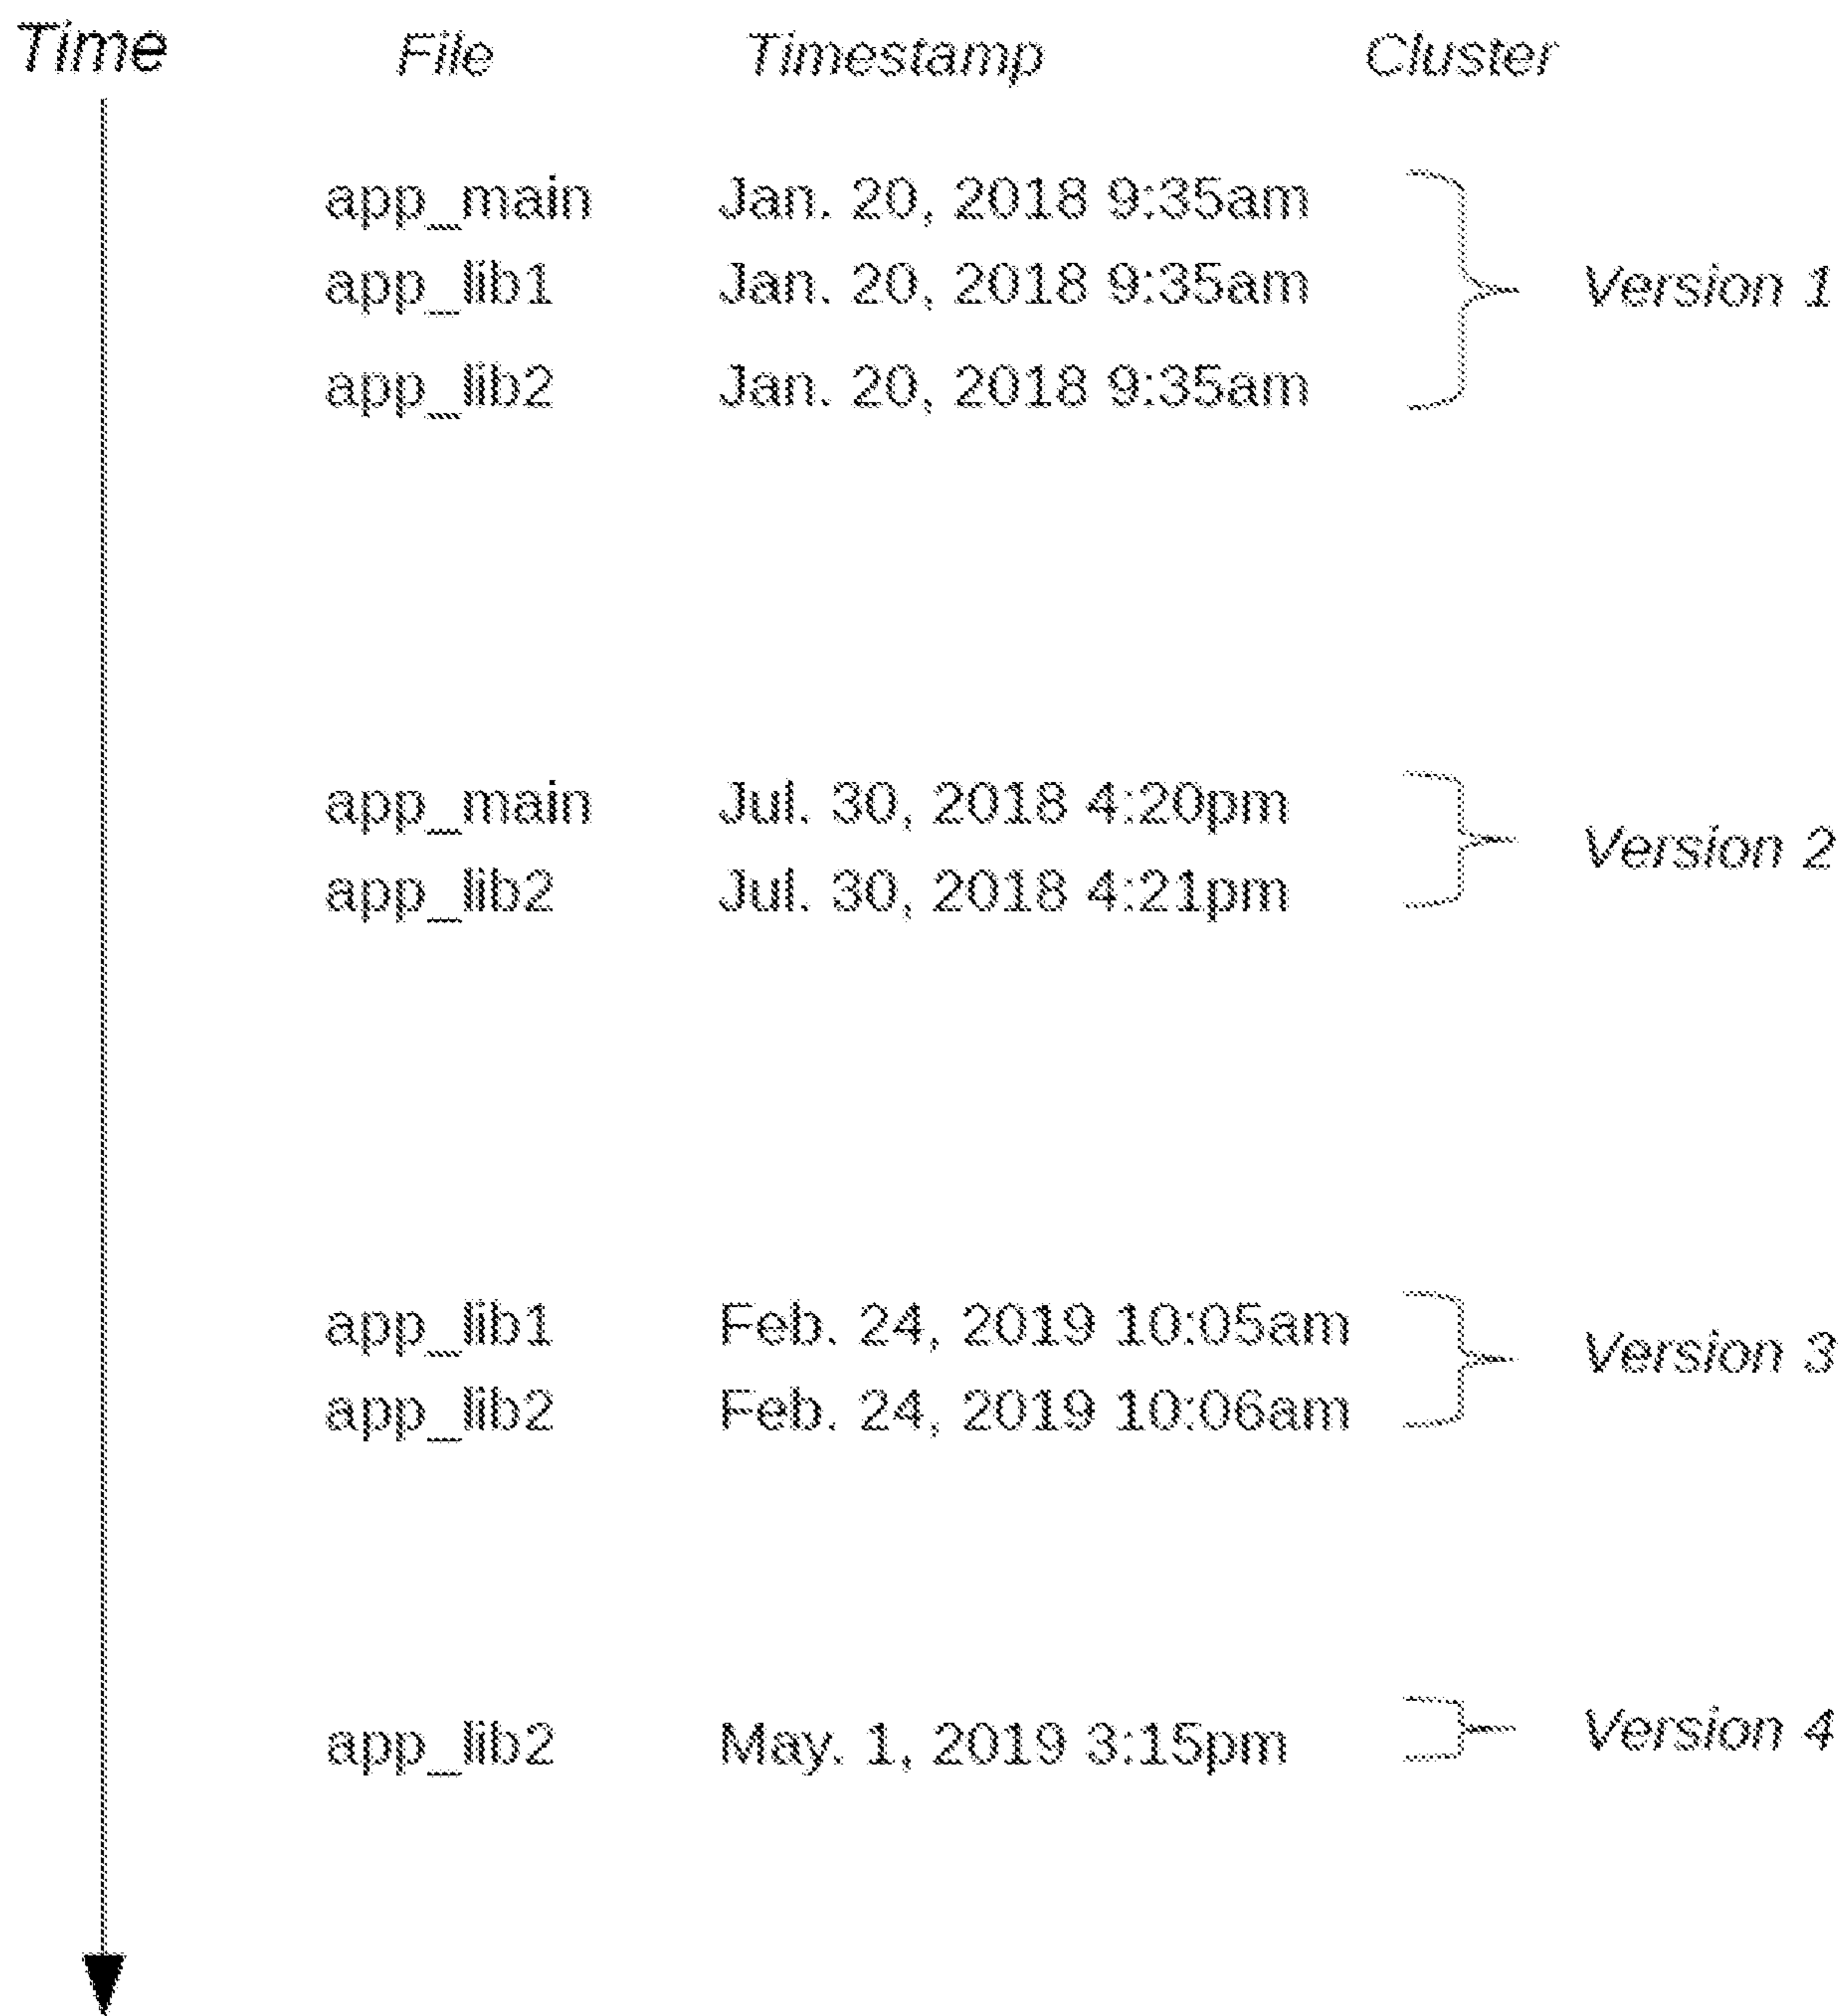 Time File Timestamp Cluster
app_main Jan. 20, 2018 9:35am
app_lib1 Jan. 20, 2018 9:35am Version 1
app_lib2 Jan. 20, 2018 9:35am
app_main Jul. 30, 2018 4:20pm
Version 2
app_lib2 Jul. 30, 2018 4:21pm
app_lib1 Feb. 24, 2019 10:05am
Version 3
app_lib2 Feb. 24, 2019 10:06am
app_lib2 May. 1, 2019 3:15pm Version 4